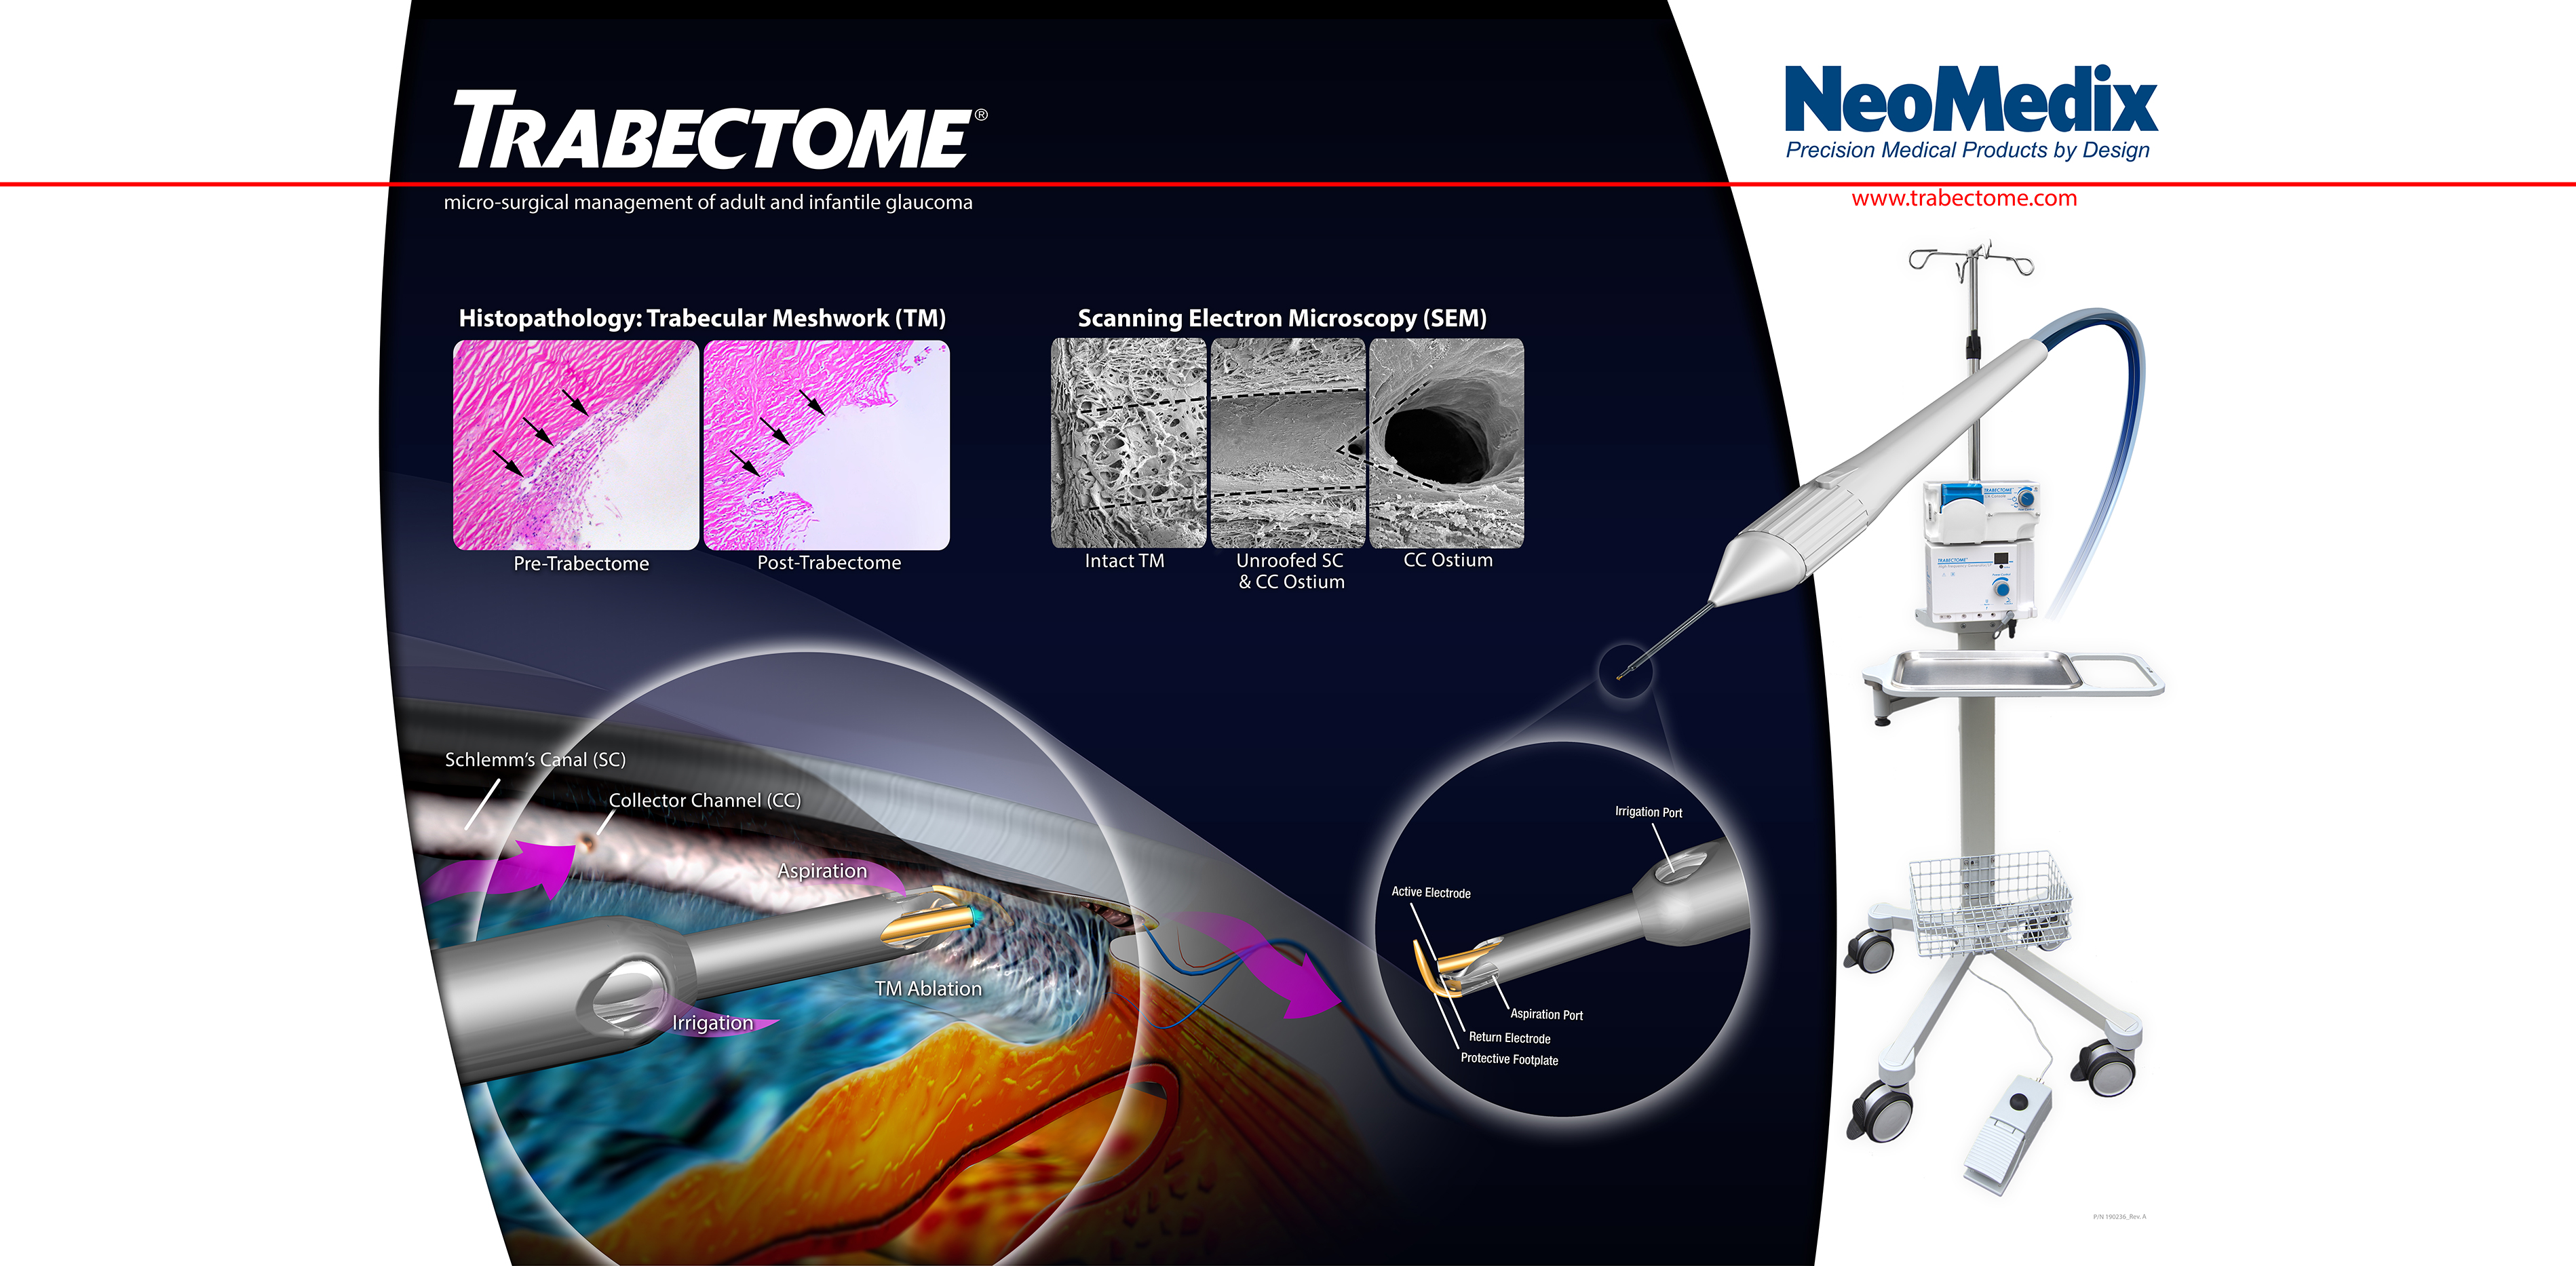 TRABECTOME®
micro-surgical management of adult and infantile glaucoma
NeoMedix
Precision Medical Products by Design
www.trabectome.com
Histopathology: Trabecular Meshwork (TM)
Pre-Trabectome
Post-Trabectome
Scanning Electron Microscopy (SEM)
Intact TM
Unroofed SC
& CC Ostium
CC Ostium
Schlemm's Canal (SC)
Collector Channel (CC)
Aspiration
TM Ablation
Irrigation
Irrigation Port
Active Electrode
Aspiration Port
Return Electrode
Protective Footplate
TRABECTOME
TRABECTOME
P/N 190236_Rev. A